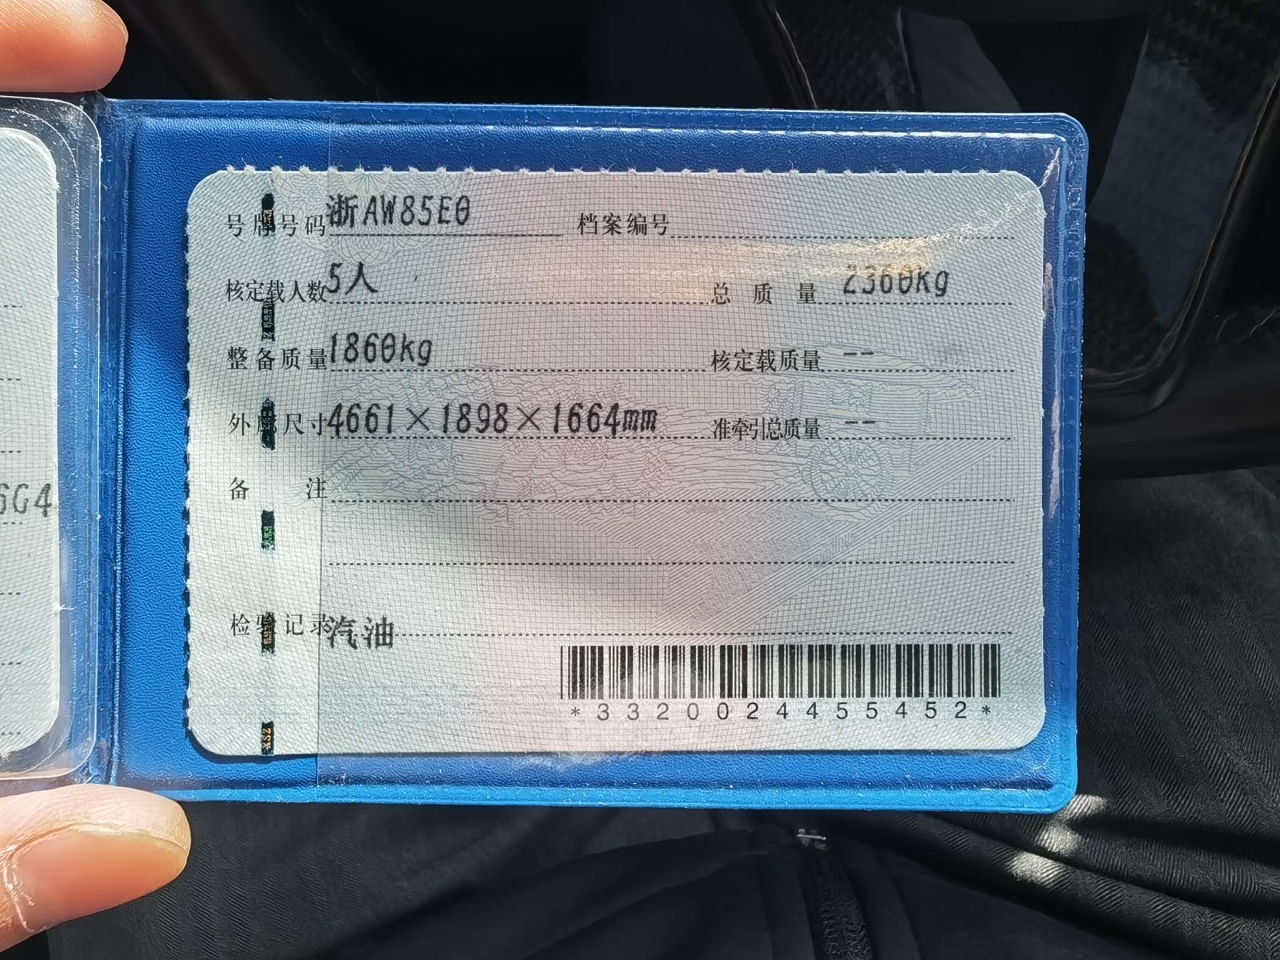 号牌号码 浙AW85E0 档案编号
核定载人数 5人 总质量 2360kg
整备质量 1860kg 核定载质量 --
外廓尺寸 4661×1898×1664mm 准牵引总质量 --
备注
6G4
检验记录 汽油
*3320024455452*